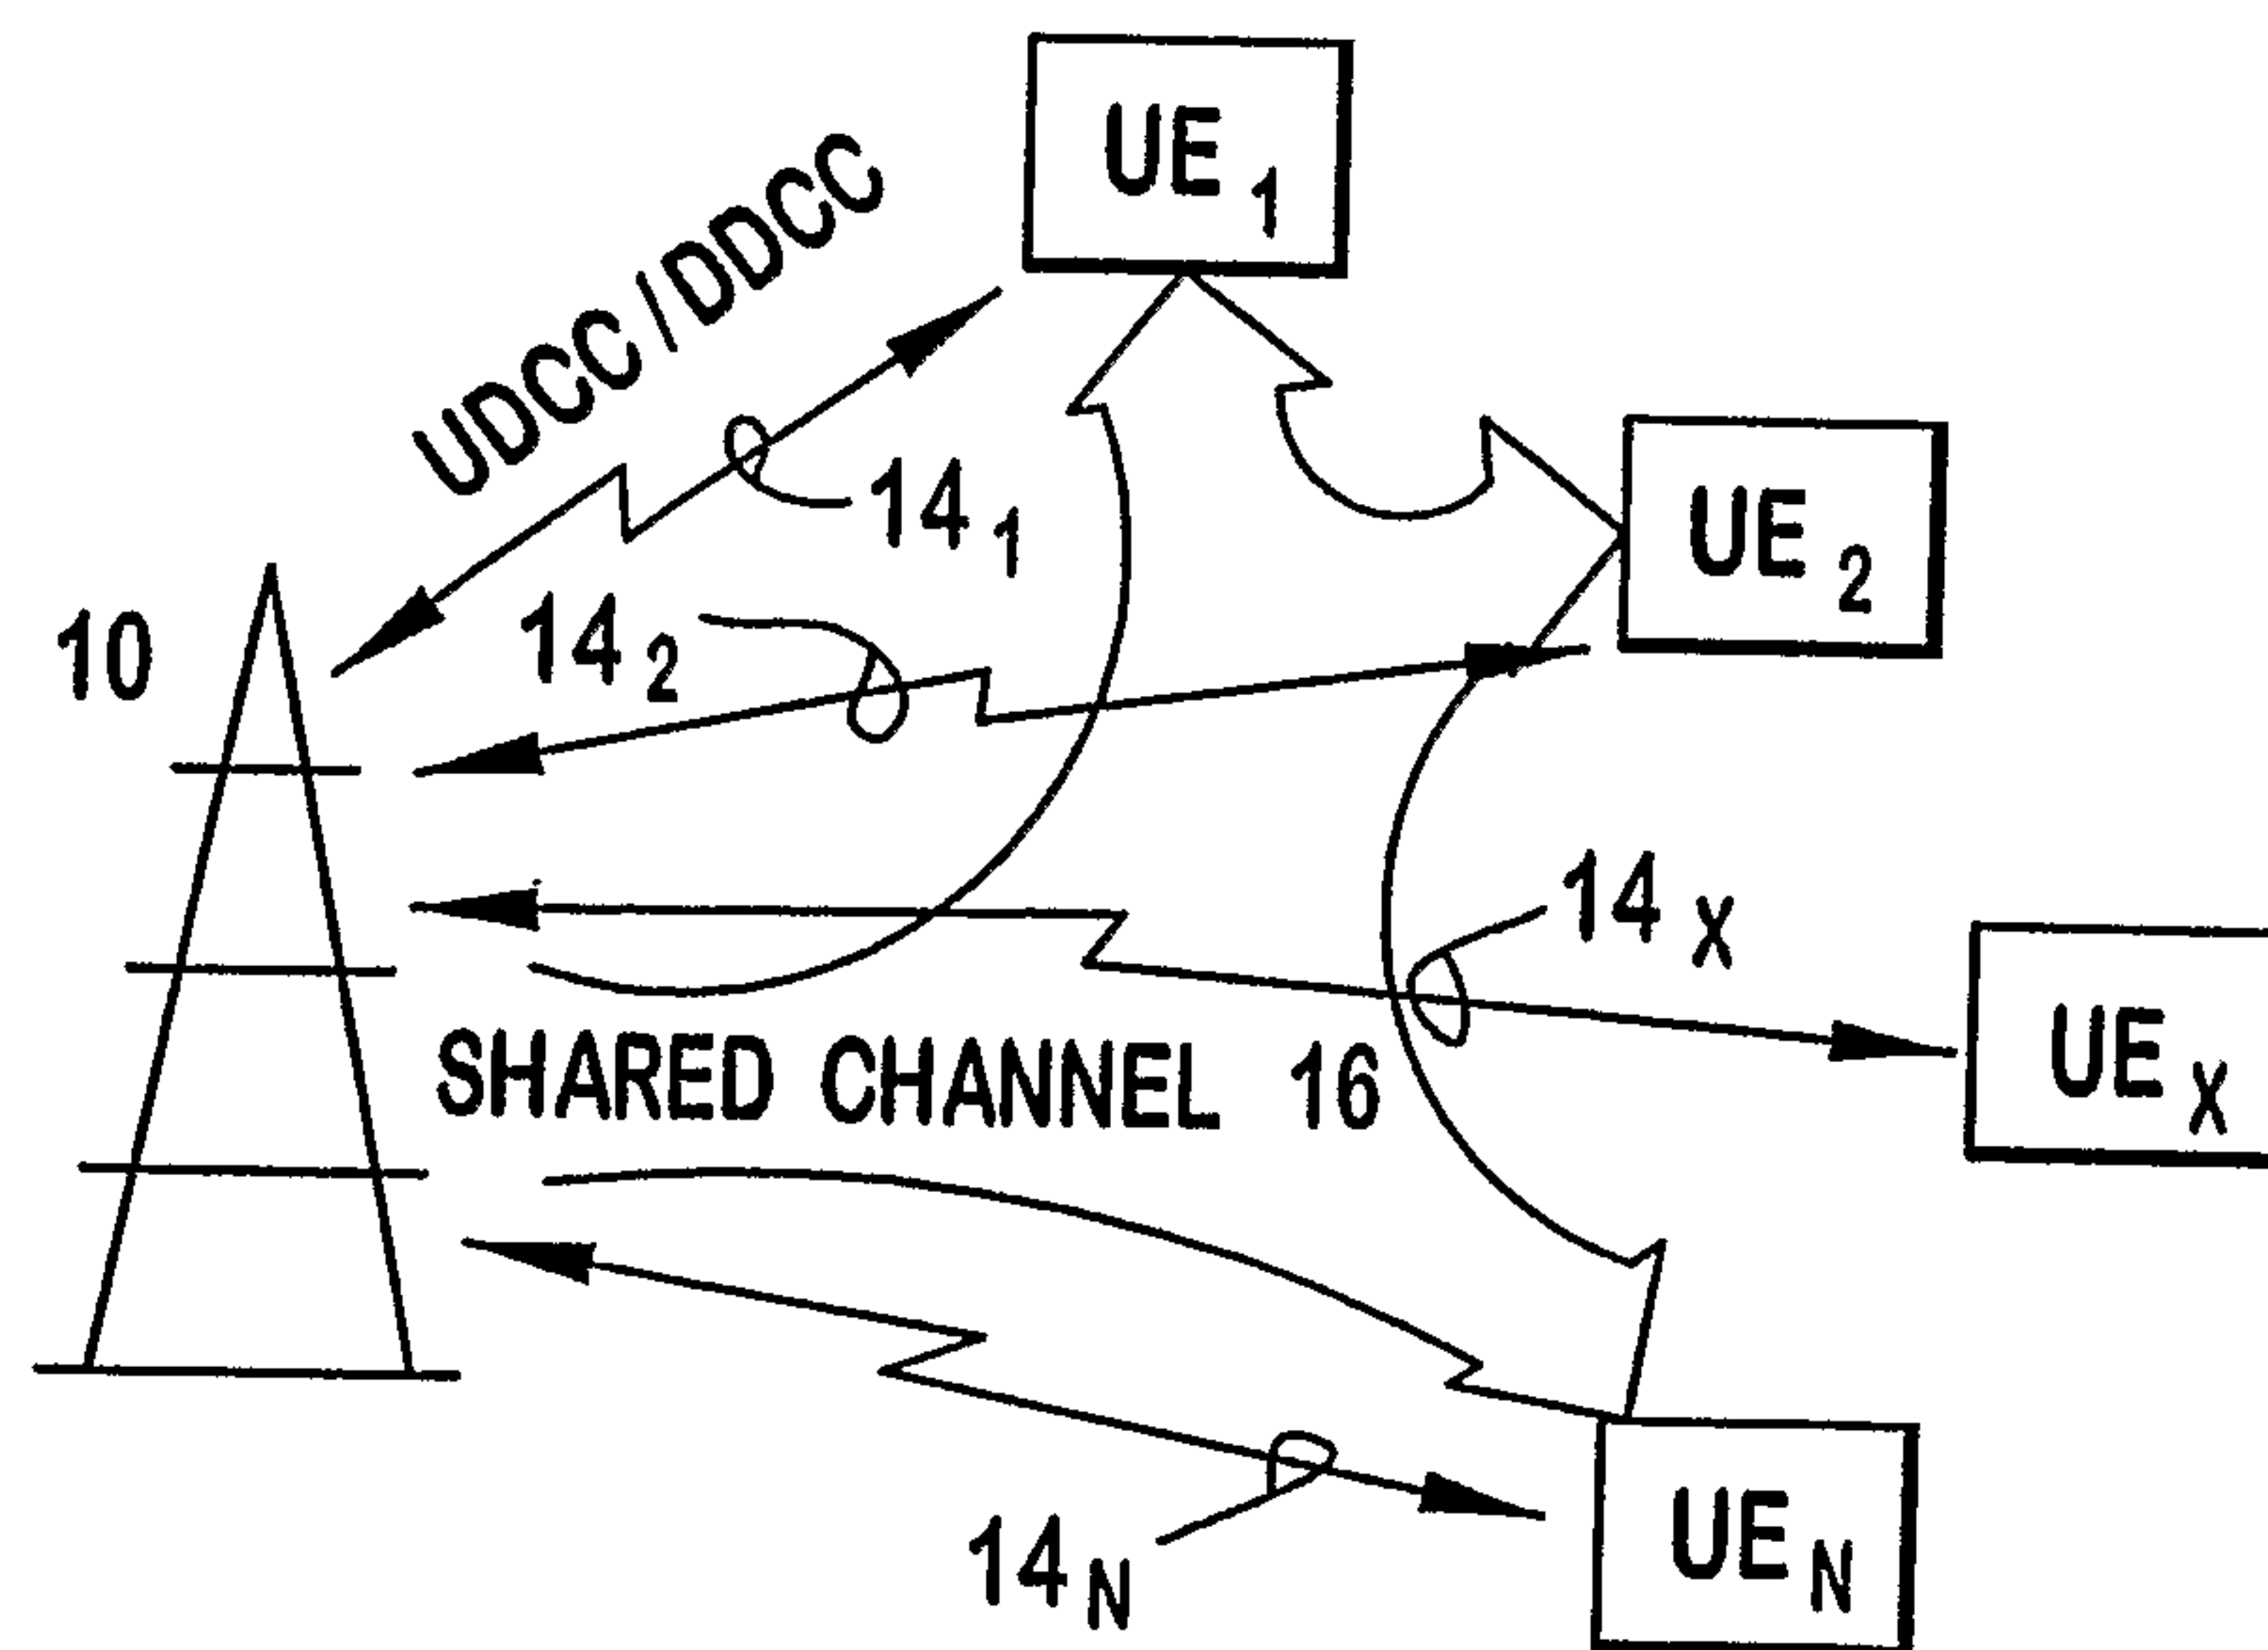 UE 1
UDCC/DDCC
14 1
UE 2
10
14 2
14 X
UE X
SHARED CHANNEL 16
14 N
UE N